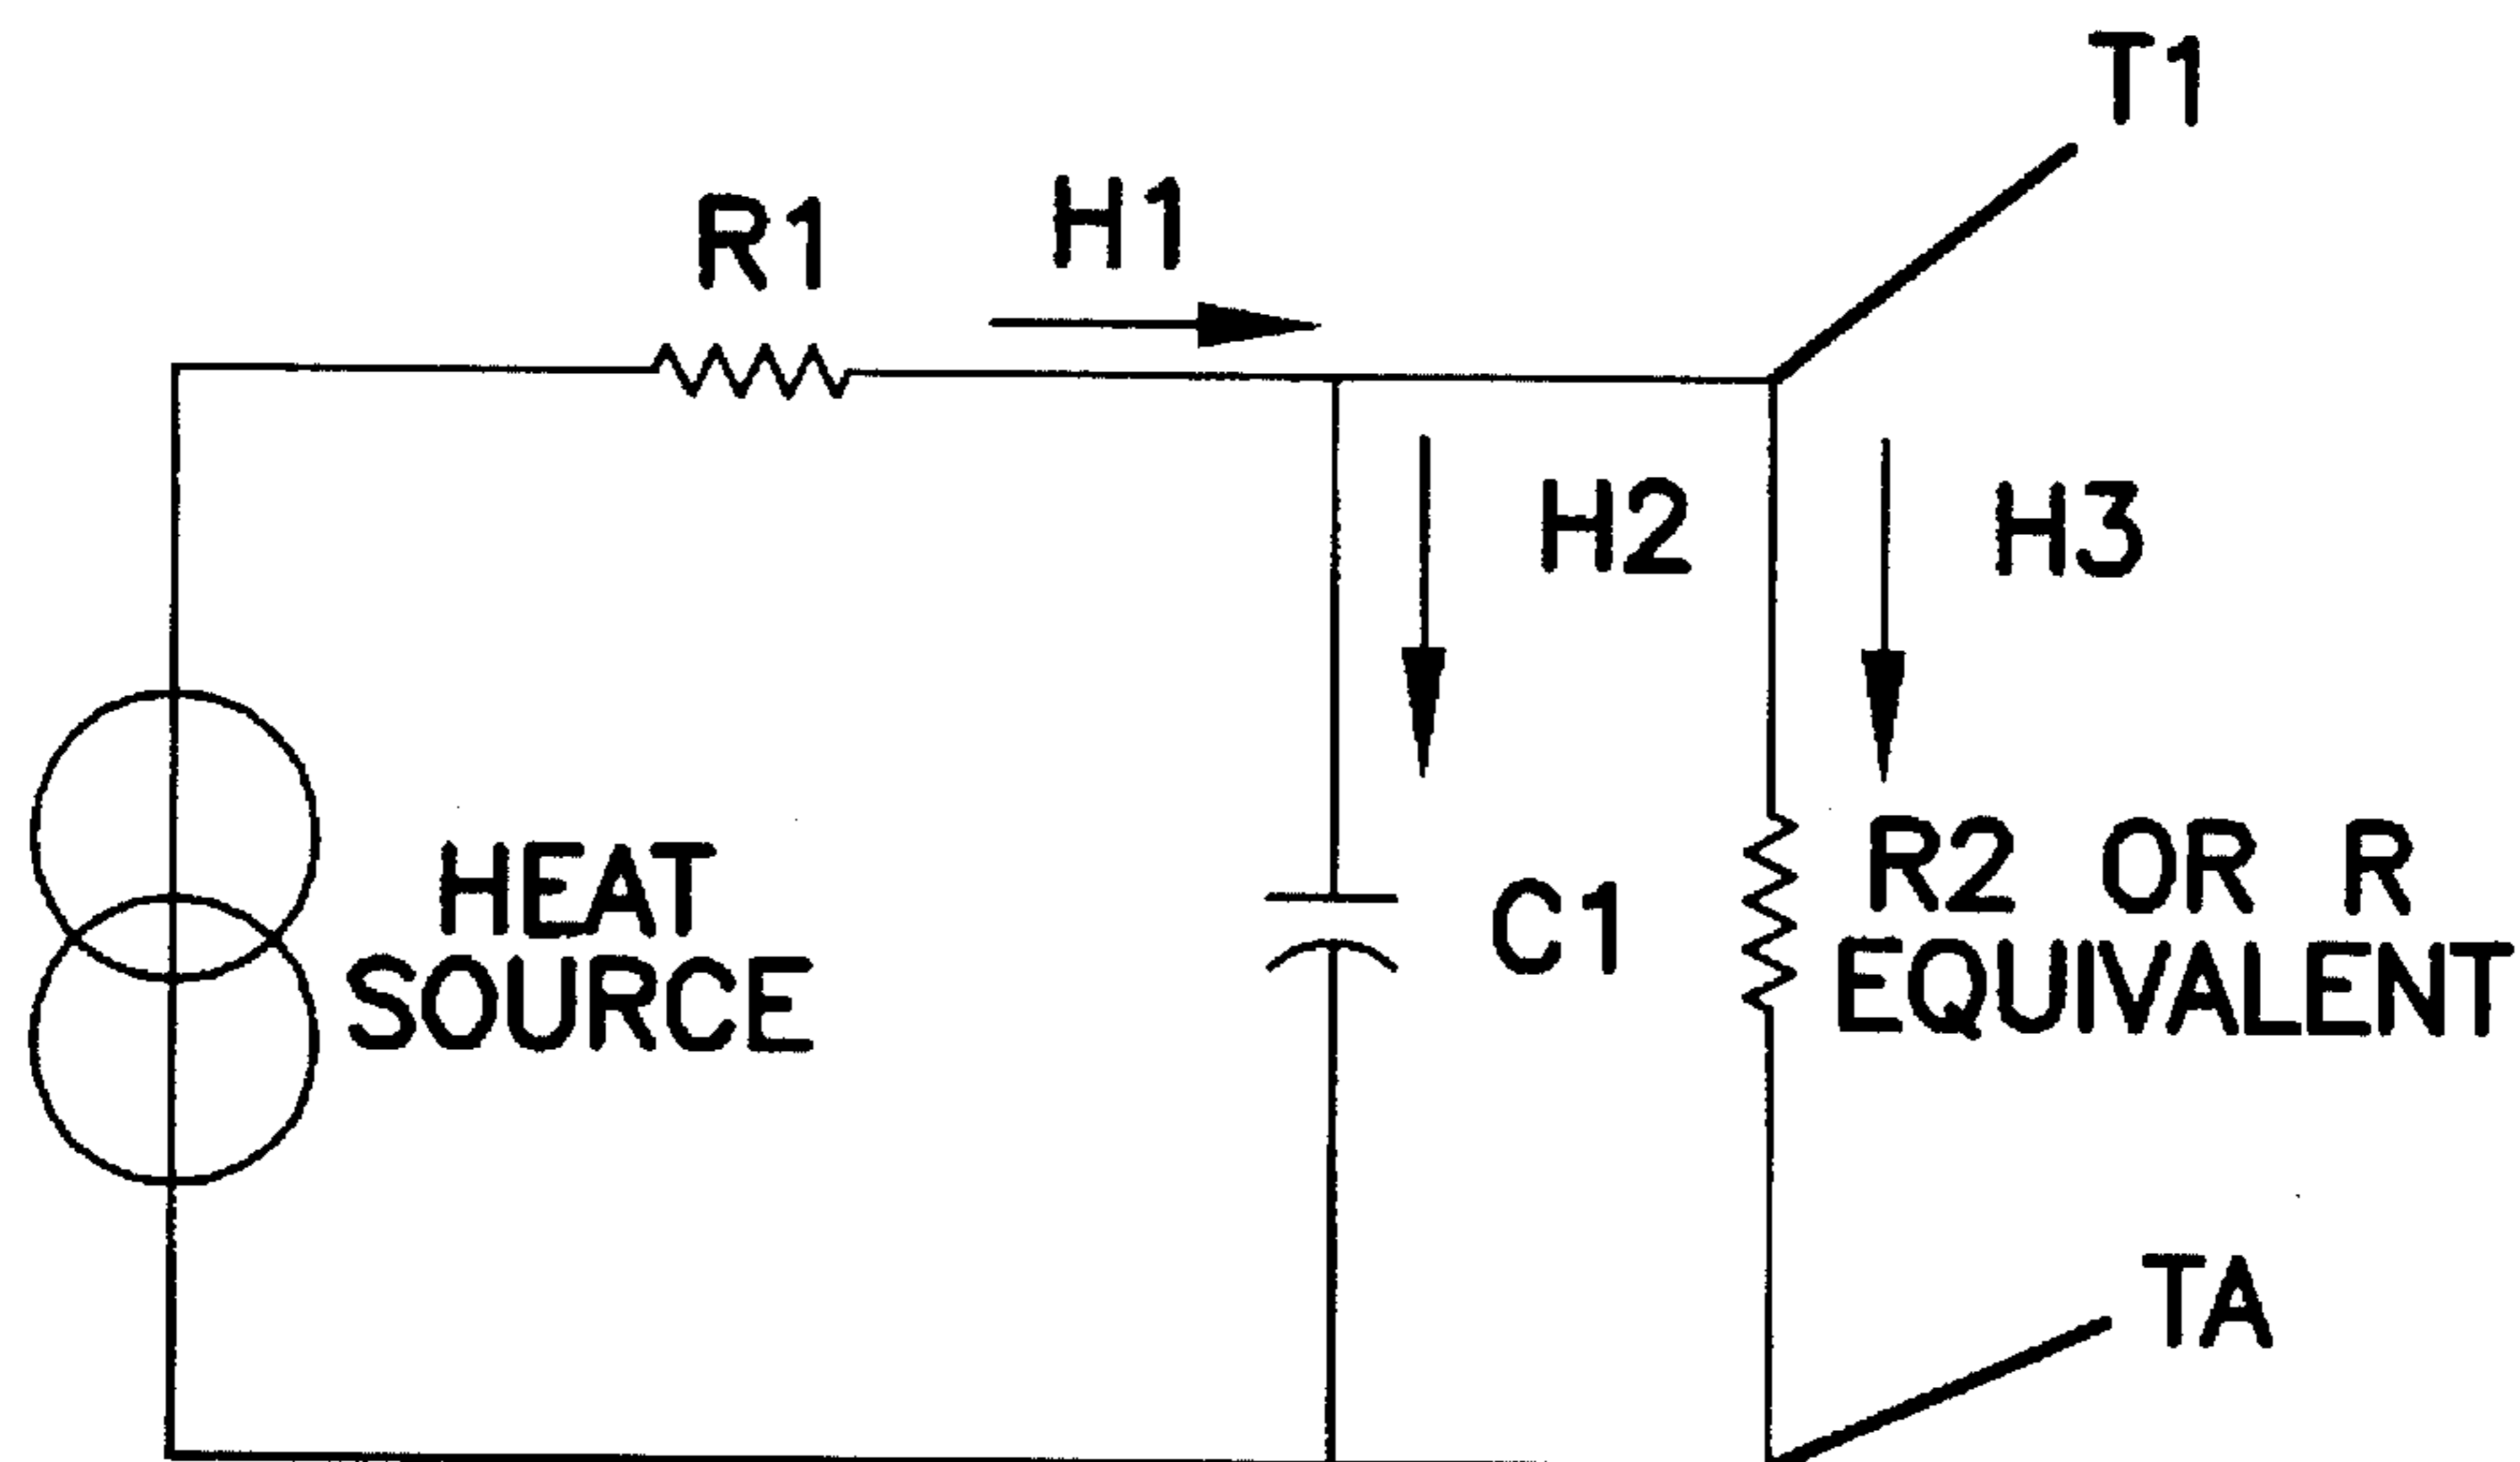 T1
R1
H1
H2
H3
HEAT
SOURCE
C1
R2 OR R
EQUIVALENT
TA